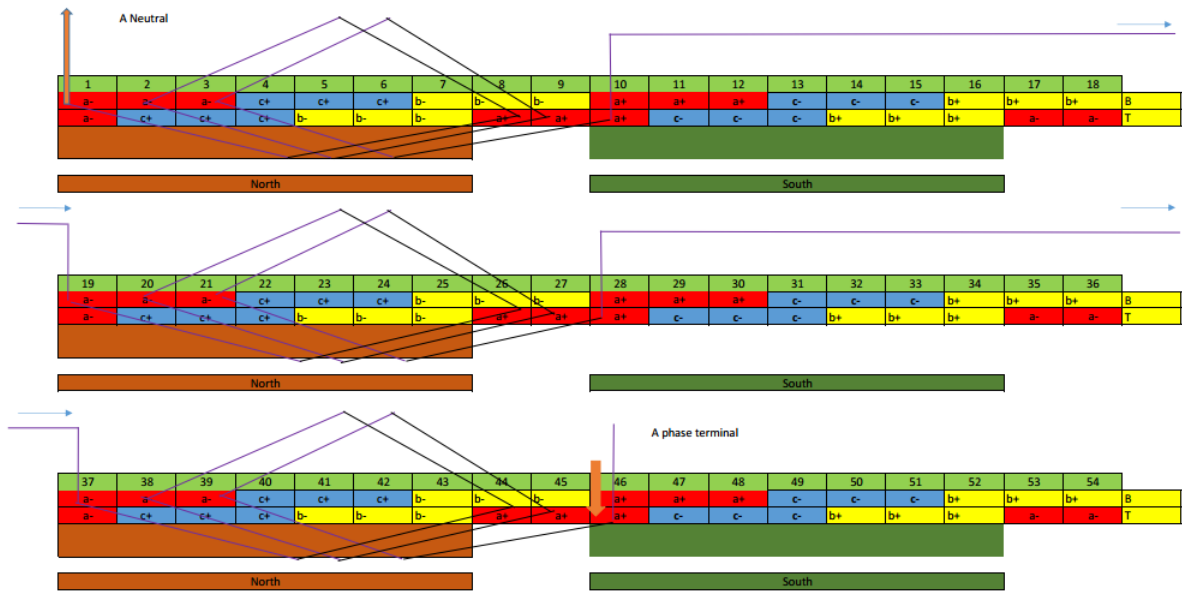 A Neutral
1 2 3 4 5 6 7 8 9 10 11 12 13 14 15 16 17 18
a- a- a- c+ c+ c+ b- b- b- a+ a+ a+ c- c- c- b+ b+ b+ B
a- c+ c+ c+ b- b- b- a+ a+ a+ c- c- c- b+ b+ b+ a- a- T
North South
19 20 21 22 23 24 25 26 27 28 29 30 31 32 33 34 35 36
a- a- a- c+ c+ c+ b- b- b- a+ a+ a+ c- c- c- b+ b+ b+ B
a- c+ c+ c+ b- b- b- a+ a+ a+ c- c- c- b+ b+ b+ a- a- T
North South
A phase terminal
37 38 39 40 41 42 43 44 45 46 47 48 49 50 51 52 53 54
a- a- a- c+ c+ c+ b- b- b- a+ a+ a+ c- c- c- b+ b+ b+ B
a- c+ c+ c+ b- b- b- a+ a+ a+ c- c- c- b+ b+ b+ a- a- T
North South